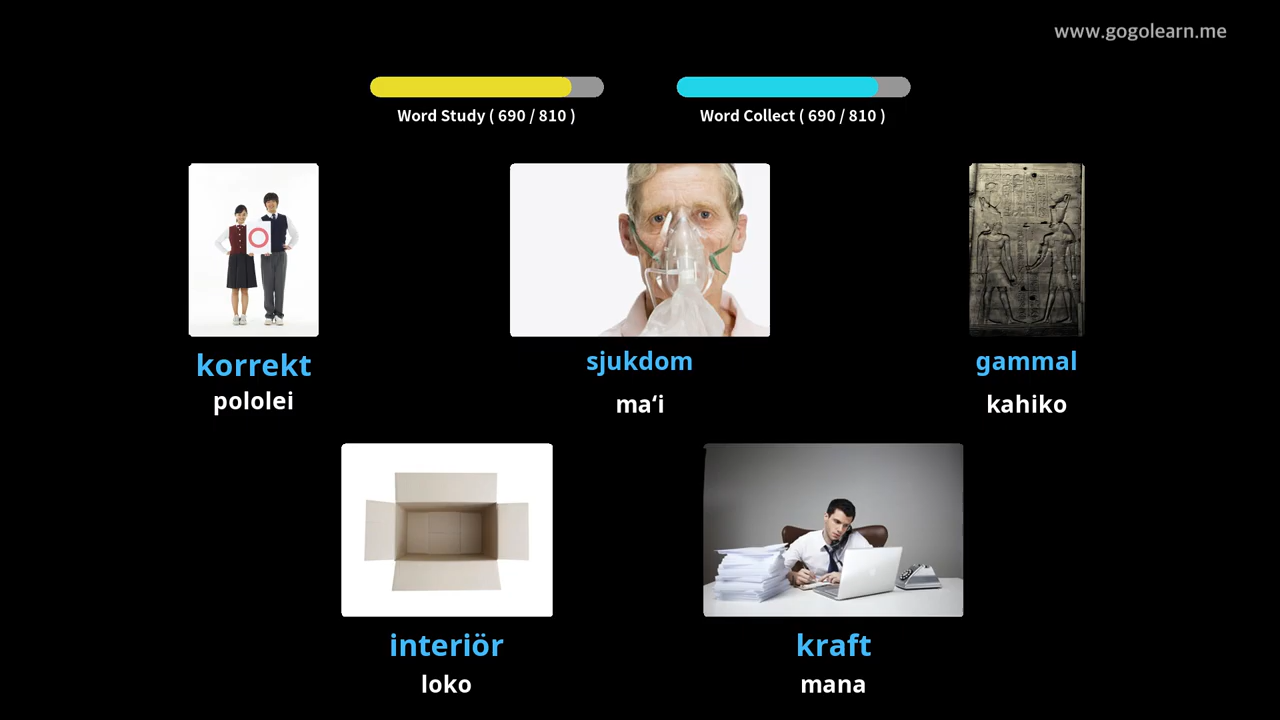 www.gogolearn.me
Word Study ( 690 / 810 )
Word Collect ( 690 / 810 )
korrekt
pololei
sjukdom
maʻi
gammal
kahiko
interiör
loko
kraft
mana